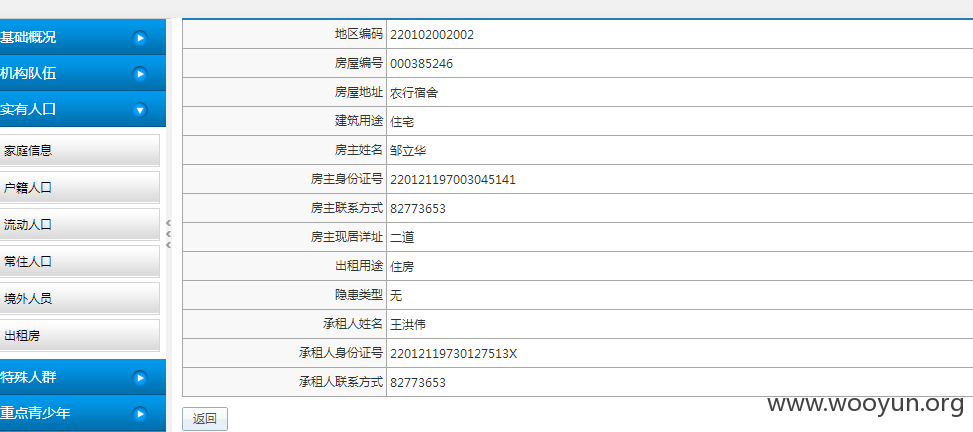 基础概况
机构队伍
实有人口
家庭信息
户籍人口
流动人口
常住人口
境外人员
出租房
特殊人群
重点青少年
地区编码 220102002002
房屋编号 000385246
房屋地址 农行宿舍
建筑用途 住宅
房主姓名 邹立华
房主身份证号 220121197003045141
房主联系方式 82773653
房主现居详址 二道
出租用途 住房
隐患类型 无
承租人姓名 王洪伟
承租人身份证号 22012119730127513X
承租人联系方式 82773653
返回
www.wooyun.org